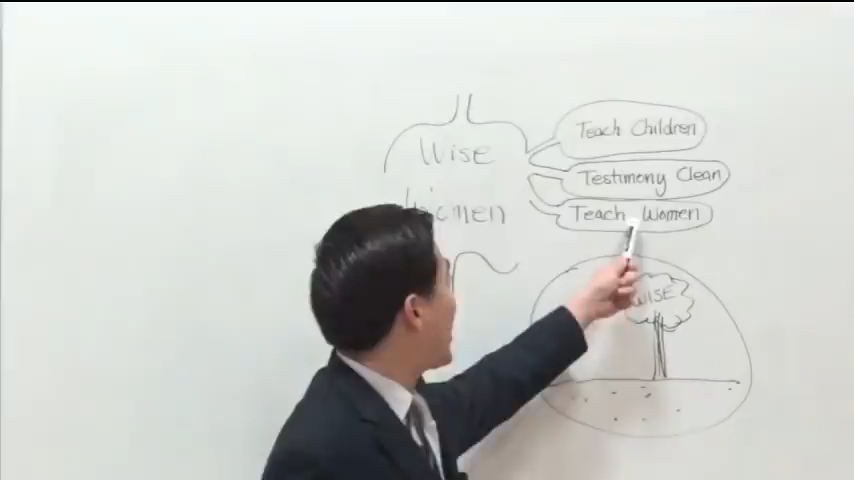 Wise
Women
Teach Children
Testimony Clean
Teach Women
WISE